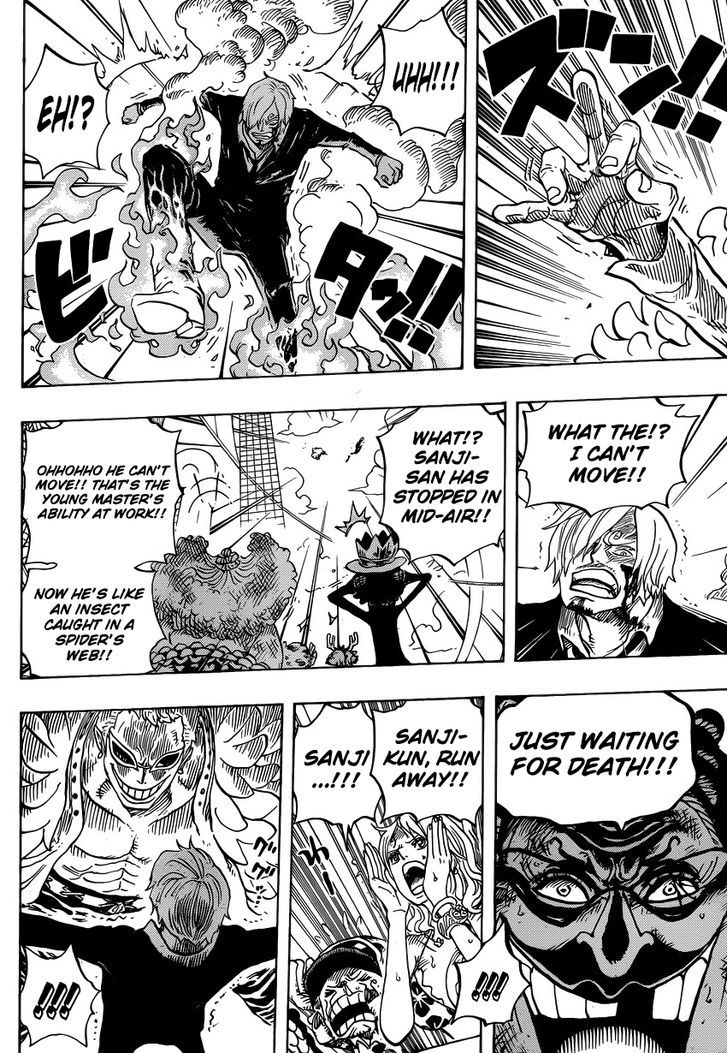 ズン!!
UHH!!!
EH!?
ビタッ!!
WHAT THE!?
I CAN'T
MOVE!!
WHAT!?
SANJI-
SAN HAS
STOPPED IN
MID-AIR!!
OHHOHHO HE CAN'T
MOVE!! THAT'S THE
YOUNG MASTER'S
ABILITY AT WORK!!
NOW HE'S LIKE
AN INSECT
CAUGHT IN A
SPIDER'S
WEB!!
JUST WAITING
FOR DEATH!!!
!!!
SANJI-
KUN, RUN
AWAY!!
SANJI
...!!!
ググ
!!!